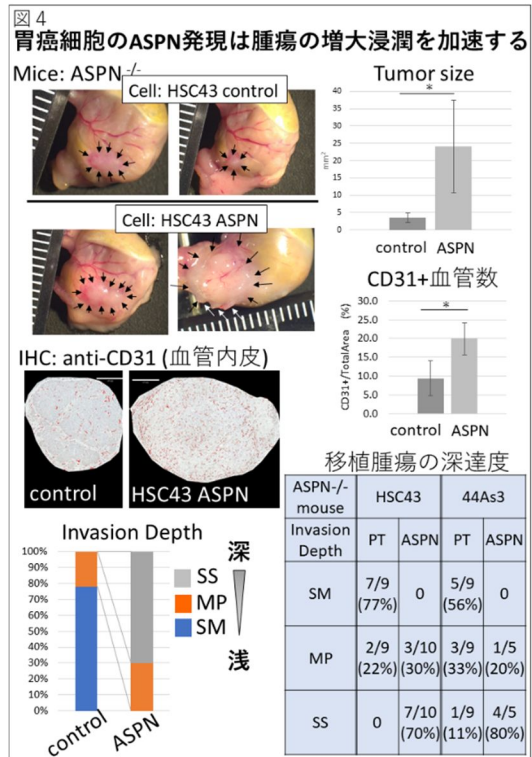 図 4
胃癌細胞のASPN発現は腫瘍の増大浸潤を加速する
Mice: ASPN-/-
Cell: HSC43 control
Cell: HSC43 ASPN
Tumor size
*
mm²
40
35
30
25
20
15
10
5
0
control ASPN
CD31+血管数
CD31+/TotalArea (%)
*
20.0
15.0
10.0
5.0
0.0
control ASPN
IHC: anti-CD31 (血管内皮)
control
HSC43 ASPN
Invasion Depth
100%
90%
80%
70%
60%
50%
40%
30%
20%
10%
0%
control ASPN
深
SS
MP
SM
浅
移植腫瘍の深達度
ASPN-/- mouse HSC43 44As3
Invasion Depth PT ASPN PT ASPN
SM 7/9 (77%) 0 5/9 (56%) 0
MP 2/9 (22%) 3/10 (30%) 3/9 (33%) 1/5 (20%)
SS 0 7/10 (70%) 1/9 (11%) 4/5 (80%)